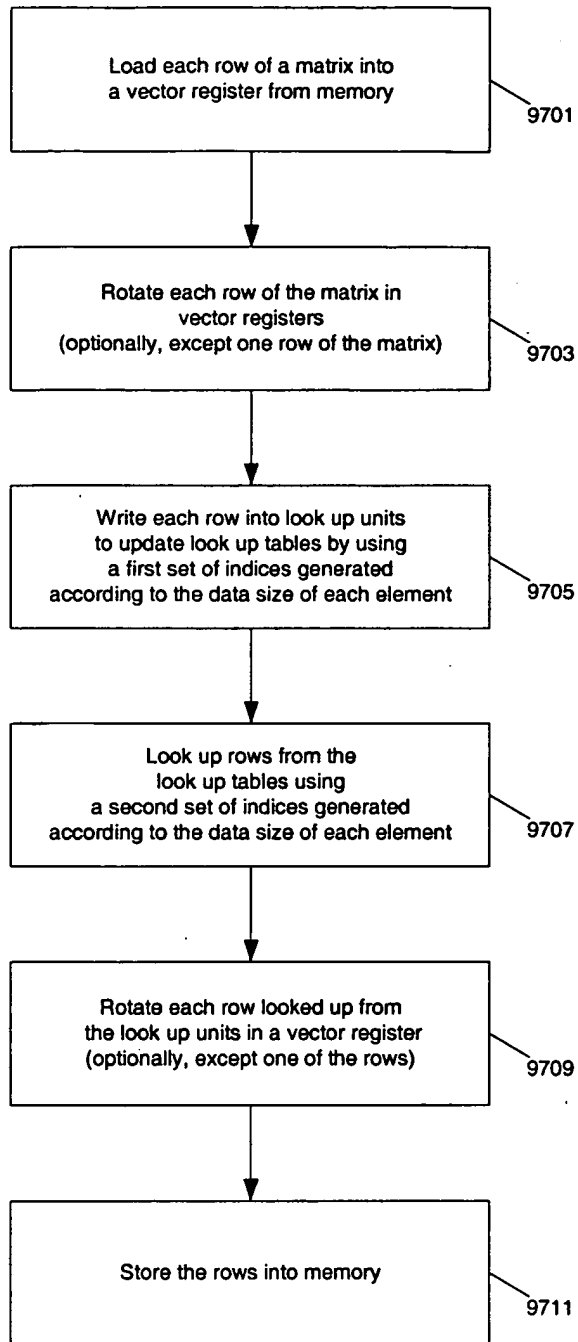 Load each row of a matrix into
a vector register from memory
9701
Rotate each row of the matrix in
vector registers
(optionally, except one row of the matrix)
9703
Write each row into look up units
to update look up tables by using
a first set of indices generated
according to the data size of each element
9705
Look up rows from the
look up tables using
a second set of indices generated
according to the data size of each element
9707
Rotate each row looked up from
the look up units in a vector register
(optionally, except one of the rows)
9709
Store the rows into memory
9711